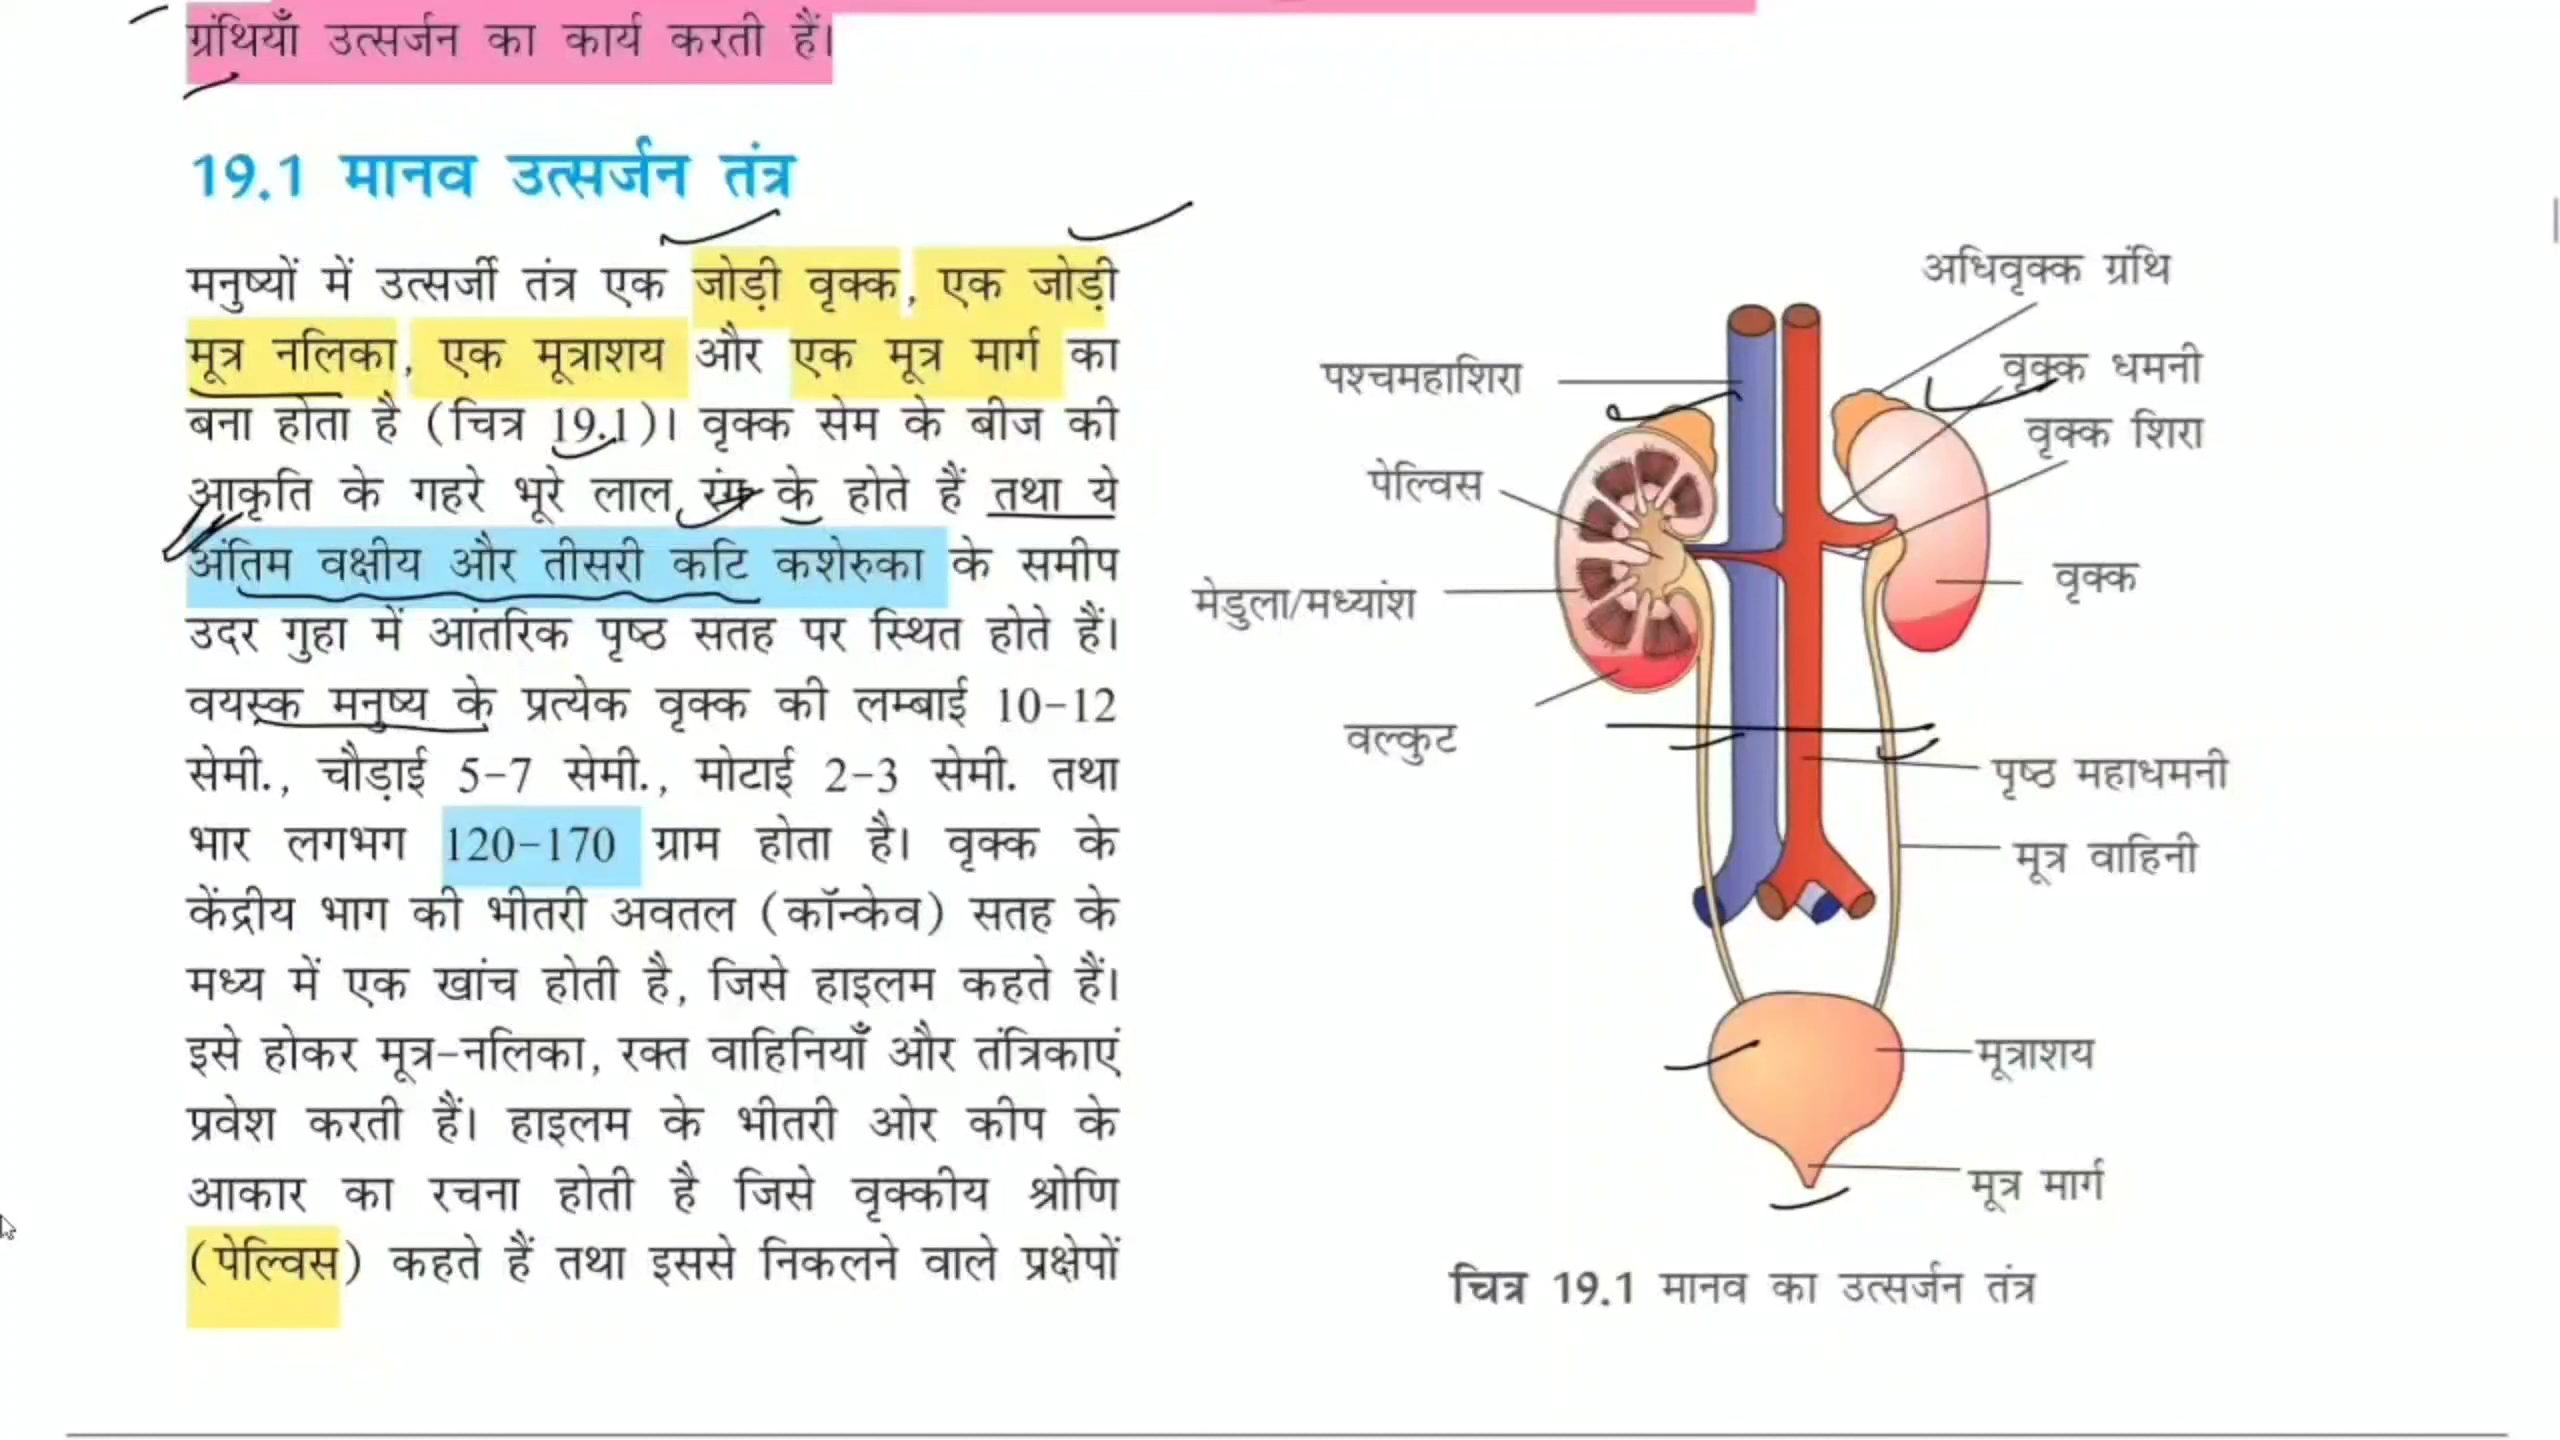 ग्रंथियाँ उत्सर्जन का कार्य करती हैं।
19.1 मानव उत्सर्जन तंत्र
मनुष्यों में उत्सर्जी तंत्र एक जोड़ी वृक्क, एक जोड़ी
मूत्र नलिका, एक मूत्राशय और एक मूत्र मार्ग का
बना होता है (चित्र 19.1)। वृक्क सेम के बीज की
आकृति के गहरे भूरे लाल रंग के होते हैं तथा ये
अंतिम वक्षीय और तीसरी कटि कशेरुका के समीप
उदर गुहा में आंतरिक पृष्ठ सतह पर स्थित होते हैं।
वयस्क मनुष्य के प्रत्येक वृक्क की लम्बाई 10-12
सेमी., चौड़ाई 5-7 सेमी., मोटाई 2-3 सेमी. तथा
भार लगभग 120-170 ग्राम होता है। वृक्क के
केंद्रीय भाग की भीतरी अवतल (कॉन्केव) सतह के
मध्य में एक खांच होती है, जिसे हाइलम कहते हैं।
इसे होकर मूत्र-नलिका, रक्त वाहिनियाँ और तंत्रिकाएं
प्रवेश करती हैं। हाइलम के भीतरी ओर कीप के
आकार का रचना होती है जिसे वृक्कीय श्रोणि
(पेल्विस) कहते हैं तथा इससे निकलने वाले प्रक्षेपों
अधिवृक्क ग्रंथि
वृक्क धमनी
पश्चमहाशिरा
वृक्क शिरा
पेल्विस
वृक्क
मेडुला/मध्यांश
वल्कुट
पृष्ठ महाधमनी
मूत्र वाहिनी
मूत्राशय
मूत्र मार्ग
चित्र 19.1 मानव का उत्सर्जन तंत्र